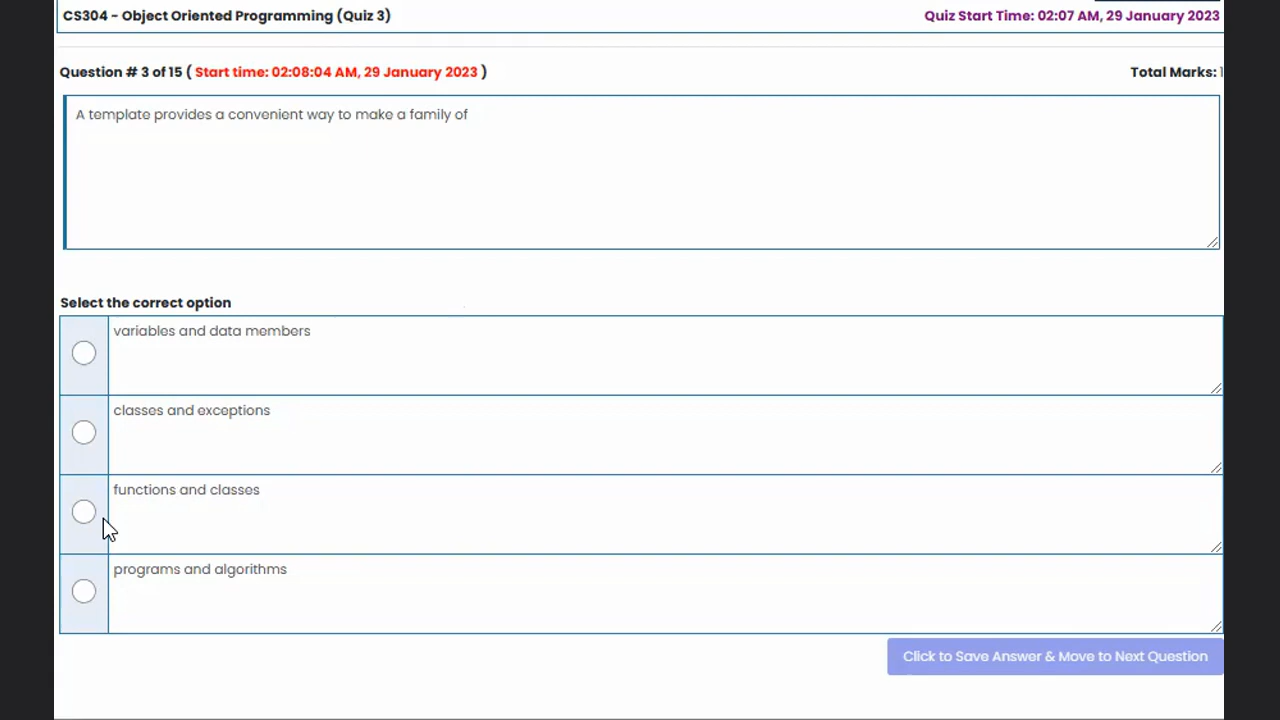 CS304 - Object Oriented Programming (Quiz 3) Quiz Start Time: 02:07 AM, 29 January 2023
Question # 3 of 15 ( Start time: 02:08:04 AM, 29 January 2023 ) Total Marks: 1
A template provides a convenient way to make a family of
Select the correct option
variables and data members
classes and exceptions
functions and classes
programs and algorithms
Click to Save Answer & Move to Next Question